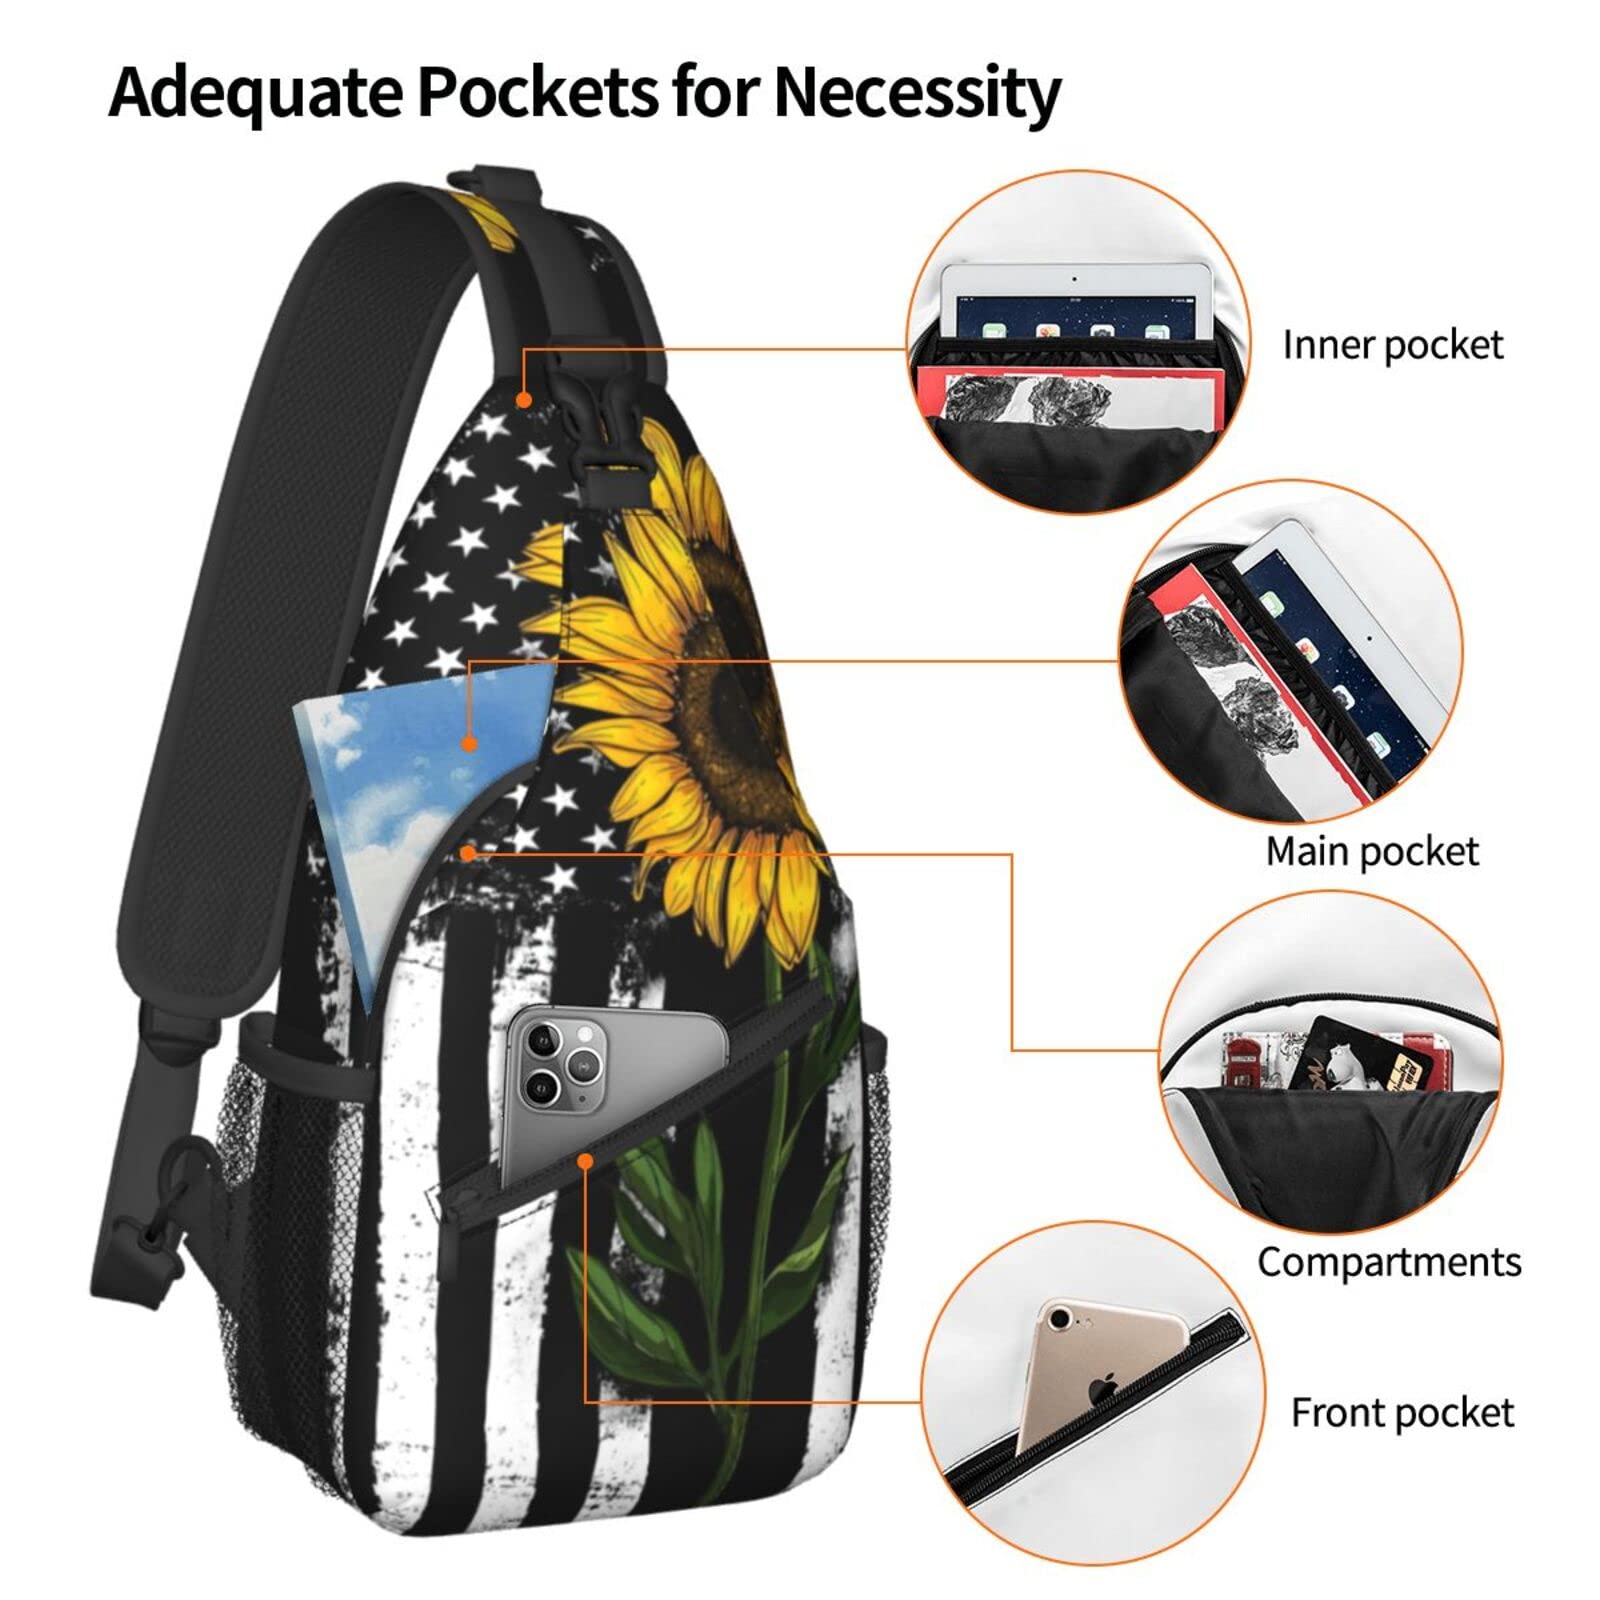 Adequate Pockets for Necessity
Inner pocket
Main pocket
Compartments
Front pocket